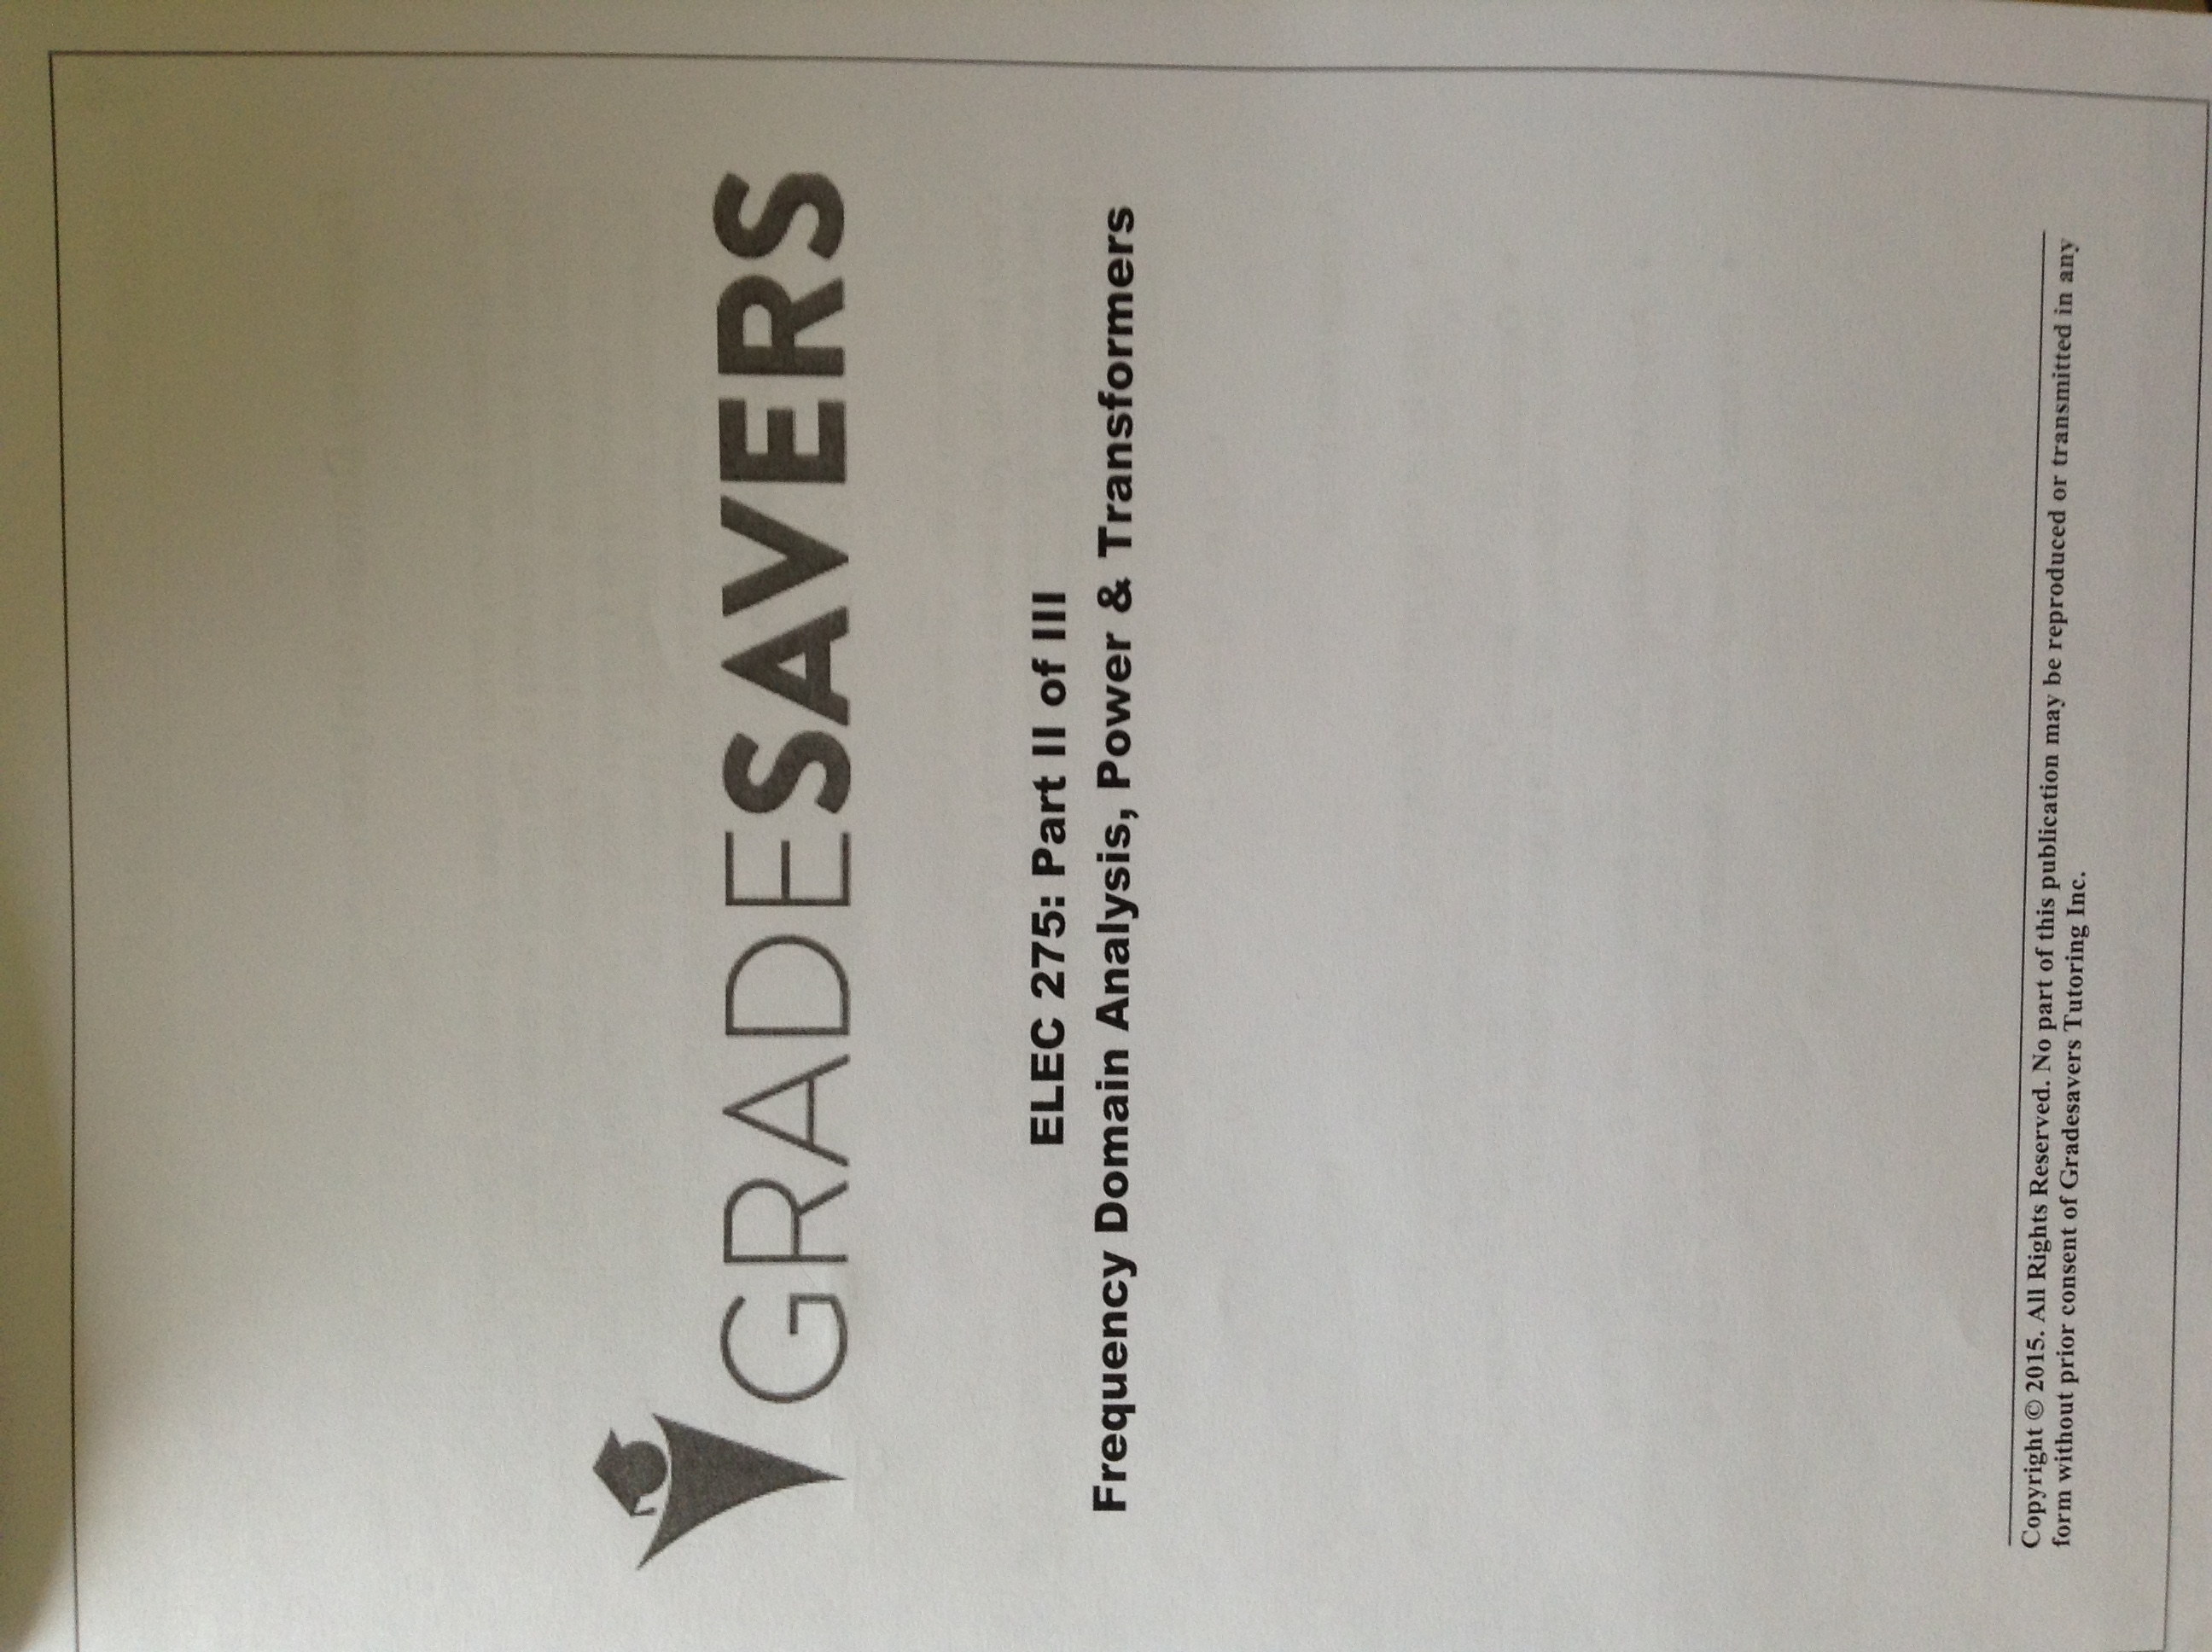 GRADESAVERS
ELEC 275: Part II of III
Frequency Domain Analysis, Power & Transformers
Copyright © 2015. All Rights Reserved. No part of this publication may be reproduced or transmitted in any
form without prior consent of Gradesavers Tutoring Inc.